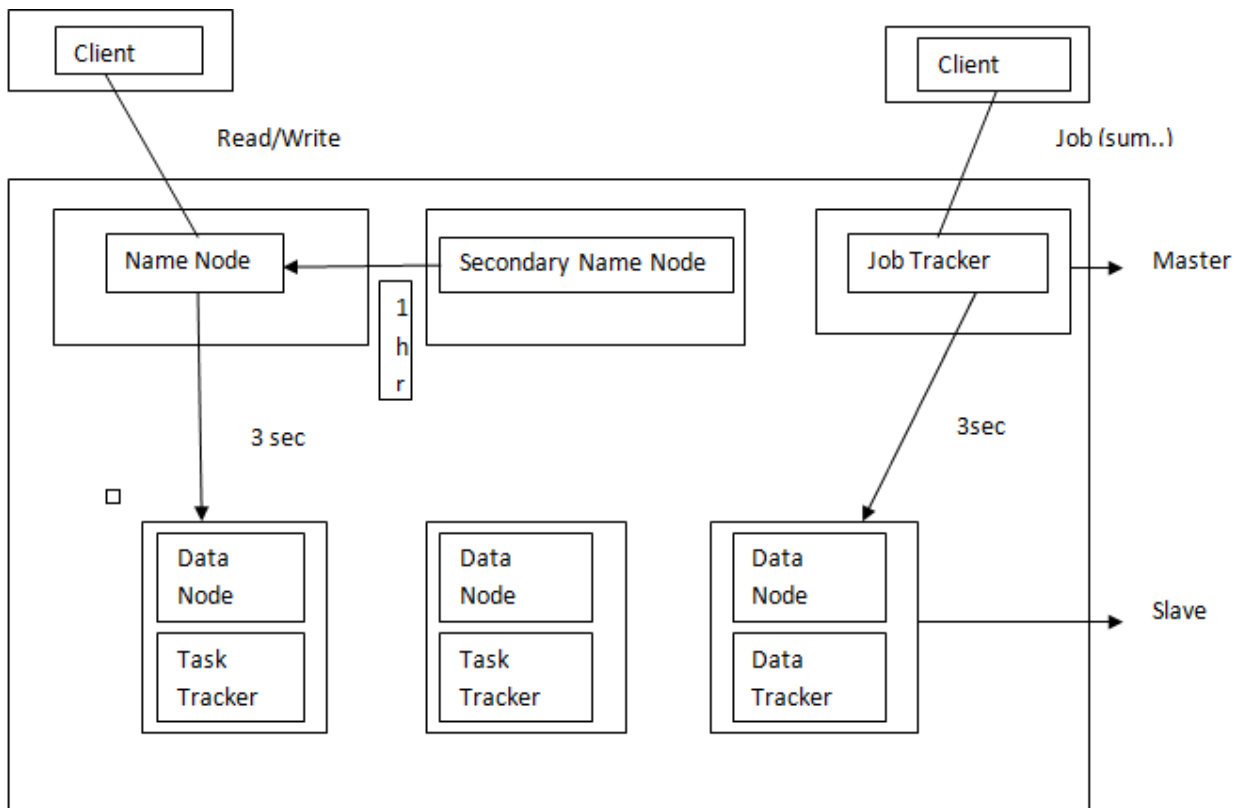 Client
Client
Read/Write
Job (sum..)
Name Node
Secondary Name Node
Job Tracker
Master
1
h
r
3 sec
3sec
Data
Node
Task
Tracker
Data
Node
Task
Tracker
Data
Node
Data
Tracker
Slave